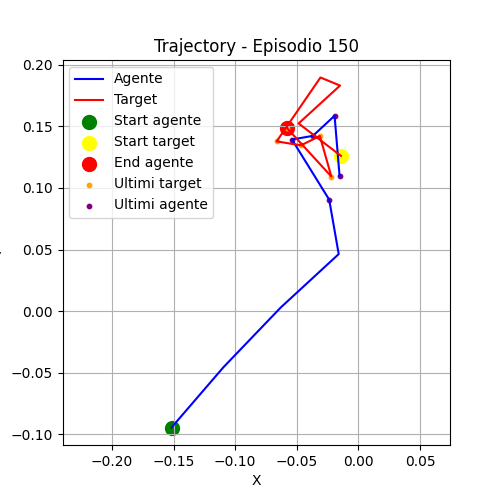 Trajectory - Episodio 150
Agente
Target
Start agente
Start target
End agente
Ultimi target
Ultimi agente
0.20
0.15
0.10
0.05
0.00
−0.05
−0.10
−0.20 −0.15 −0.10 −0.05 0.00 0.05
X